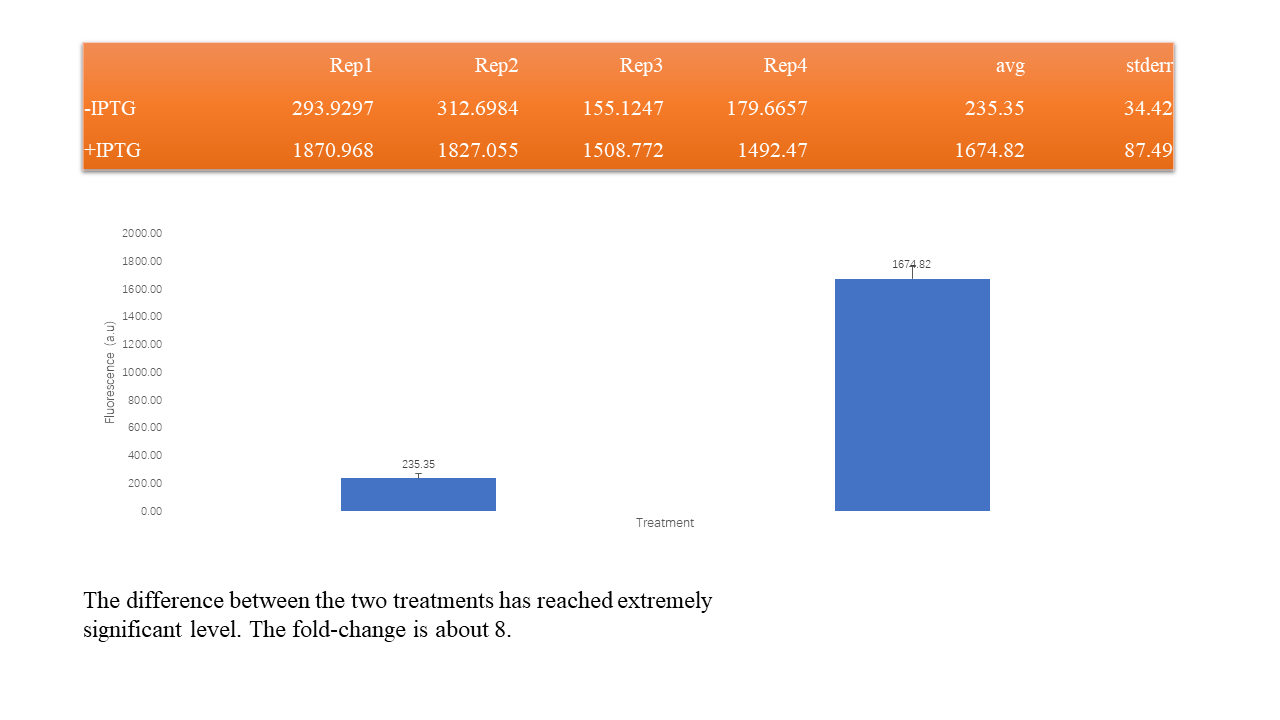 Rep1 Rep2 Rep3 Rep4 avg stderr
-IPTG 293.9297 312.6984 155.1247 179.6657 235.35 34.42
+IPTG 1870.968 1827.055 1508.772 1492.47 1674.82 87.49
2000.00
1800.00
1600.00
1400.00
1200.00
1000.00
800.00
600.00
400.00
200.00
0.00
Fluorescence (a.u)
235.35
1674.82
Treatment
The difference between the two treatments has reached extremely
significant level. The fold-change is about 8.